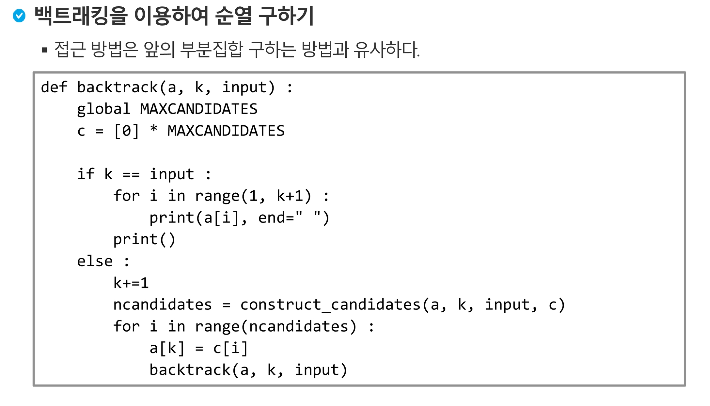 백트래킹을 이용하여 순열 구하기
▪ 접근 방법은 앞의 부분집합 구하는 방법과 유사하다.
def backtrack(a, k, input) :
    global MAXCANDIDATES
    c = [0] * MAXCANDIDATES

    if k == input :
        for i in range(1, k+1) :
            print(a[i], end=" ")
        print()
    else :
        k+=1
        ncandidates = construct_candidates(a, k, input, c)
        for i in range(ncandidates) :
            a[k] = c[i]
            backtrack(a, k, input)